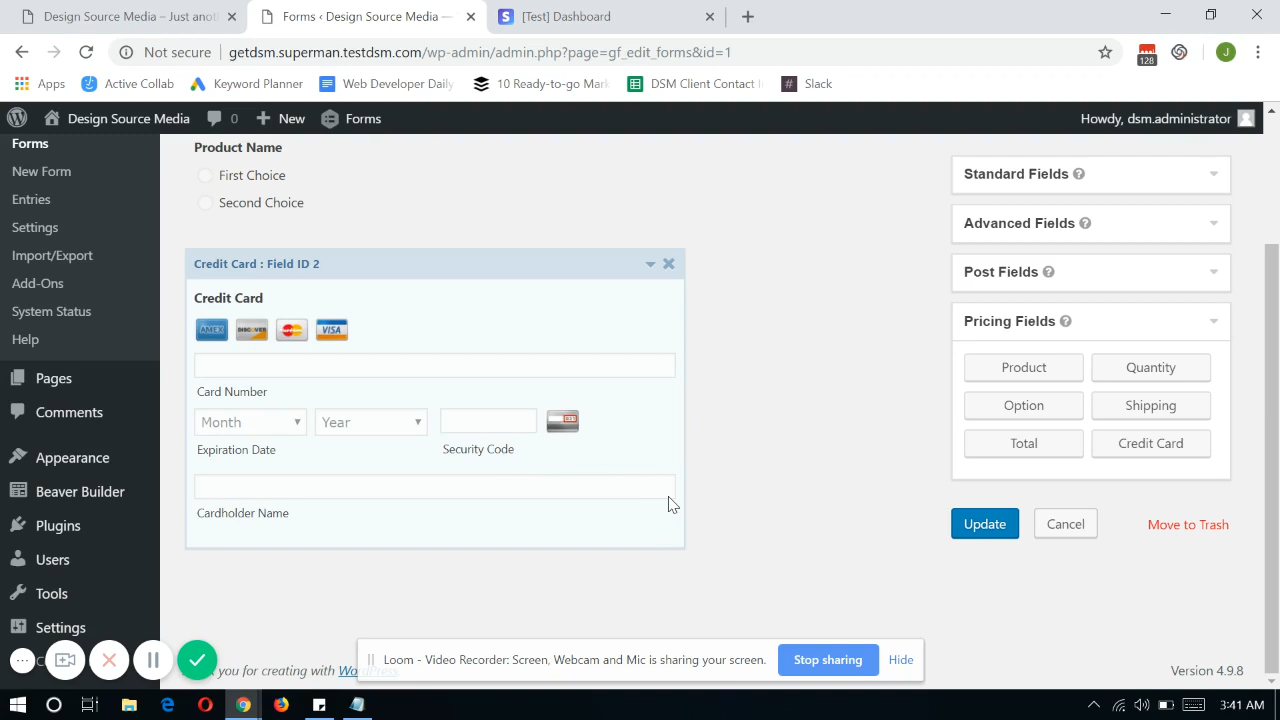 Design Source Media – Just anot
Forms ‹ Design Source Media —
[Test] Dashboard
Not secure
getdsm.superman.testdsm.com/wp-admin/admin.php?page=gf_edit_forms&id=1
128
J
Apps
Active Collab
Keyword Planner
Web Developer Daily
10 Ready-to-go Mark
DSM Client Contact I
Slack
Design Source Media
0
New
Forms
Howdy, dsm.administrator
Forms
New Form
Entries
Settings
Import/Export
Add-Ons
System Status
Help
Pages
Comments
Appearance
Beaver Builder
Plugins
Users
Tools
Settings
Product Name
First Choice
Second Choice
Credit Card : Field ID 2
Credit Card
AMEX
DISCOVER
MasterCard
VISA
Card Number
Month
Year
Expiration Date
Security Code
Cardholder Name
Standard Fields
Advanced Fields
Post Fields
Pricing Fields
Product
Quantity
Option
Shipping
Total
Credit Card
Update
Cancel
Move to Trash
Loom - Video Recorder: Screen, Webcam and Mic is sharing your screen.
Stop sharing
Hide
you for creating with WordPress.
Version 4.9.8
3:41 AM